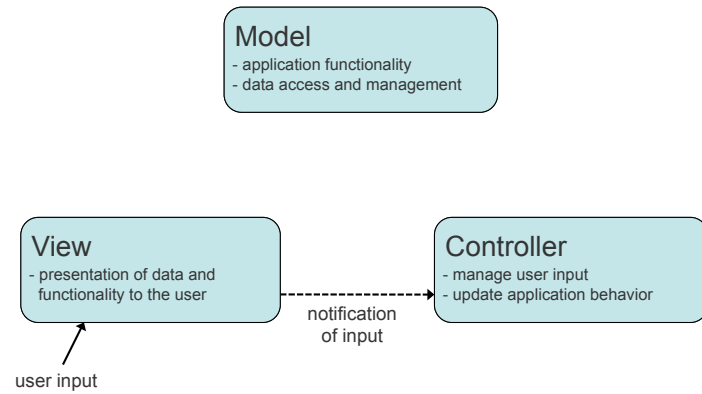 Model
- application functionality
- data access and management
View
- presentation of data and
functionality to the user
Controller
- manage user input
- update application behavior
notification
of input
user input